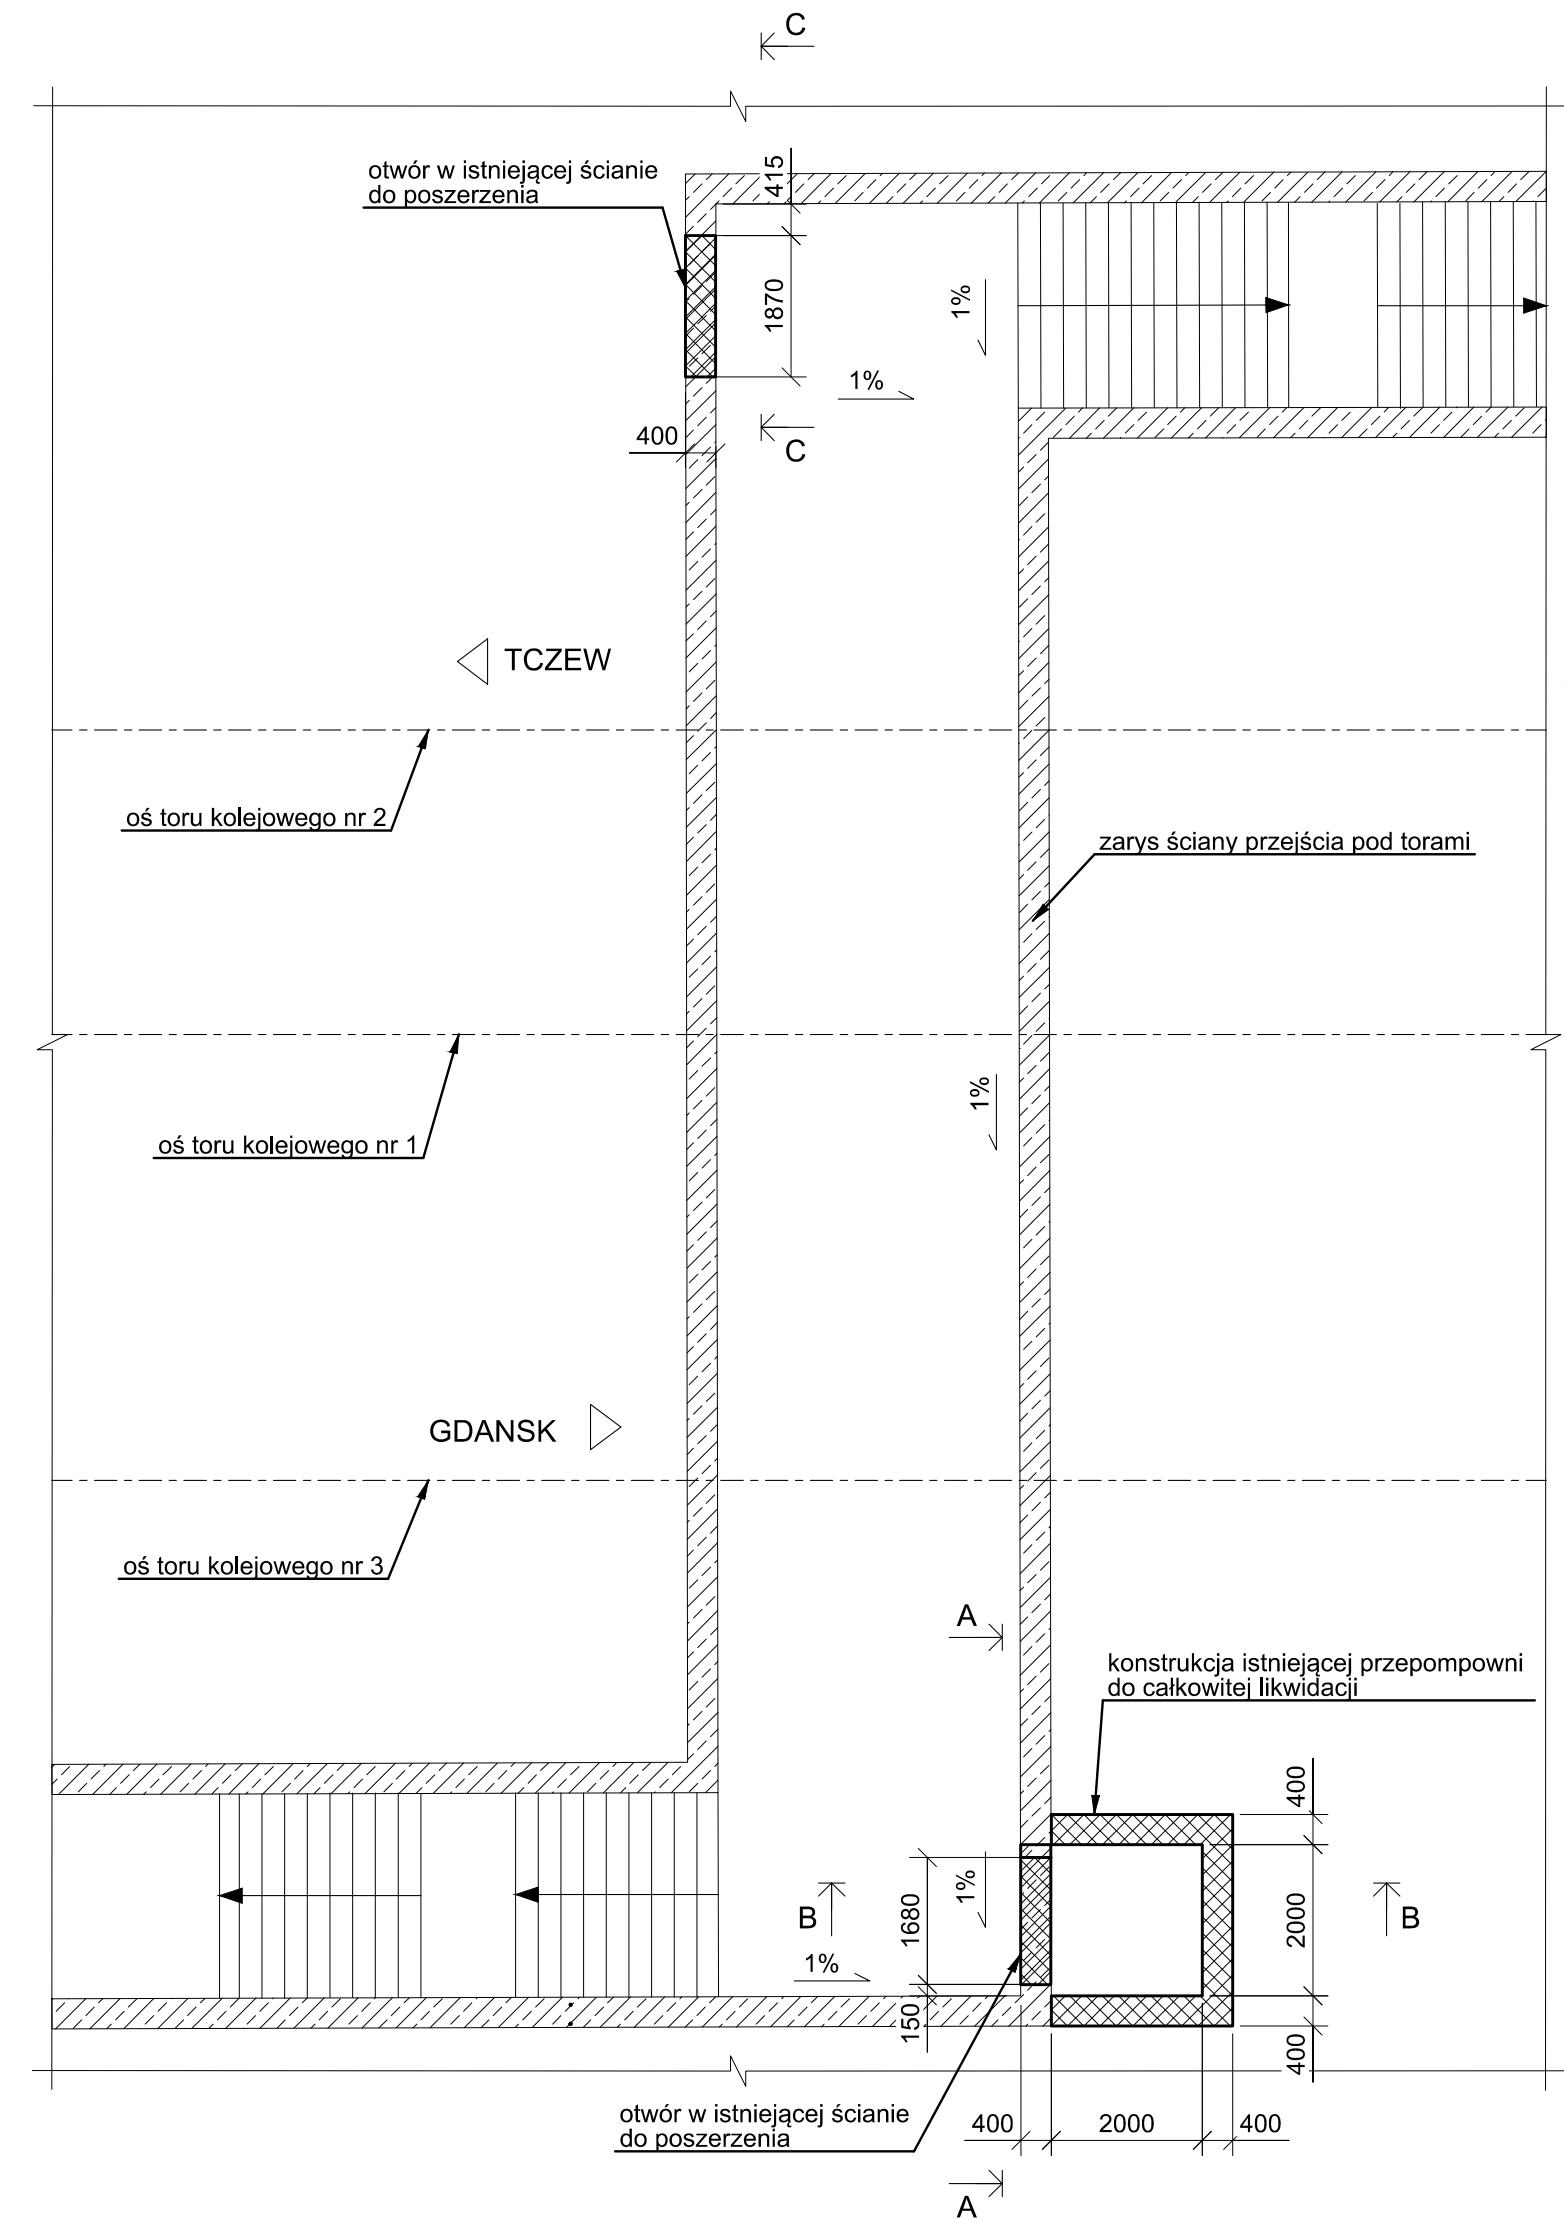 C
otwór w istniejącej ścianie
do poszerzenia
415
1870
1%
1%
400
C
TCZEW
oś toru kolejowego nr 2
zarys ściany przejścia pod torami
oś toru kolejowego nr 1
1%
GDANSK
oś toru kolejowego nr 3
A
konstrukcja istniejącej przepompowni
do całkowitej likwidacji
400
B
1680
1%
2000
B
1%
150
400
otwór w istniejącej ścianie
do poszerzenia
400
2000
400
A